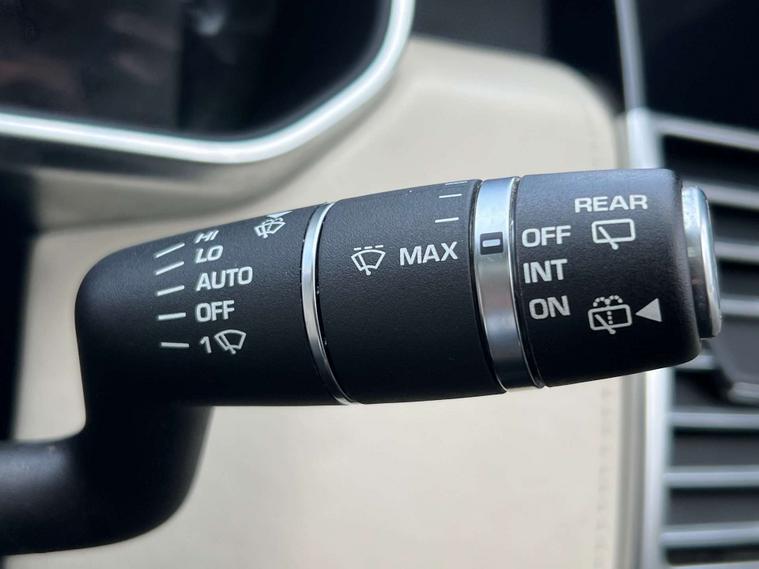 HI
LO
AUTO
OFF
1
MAX
REAR
OFF
INT
ON